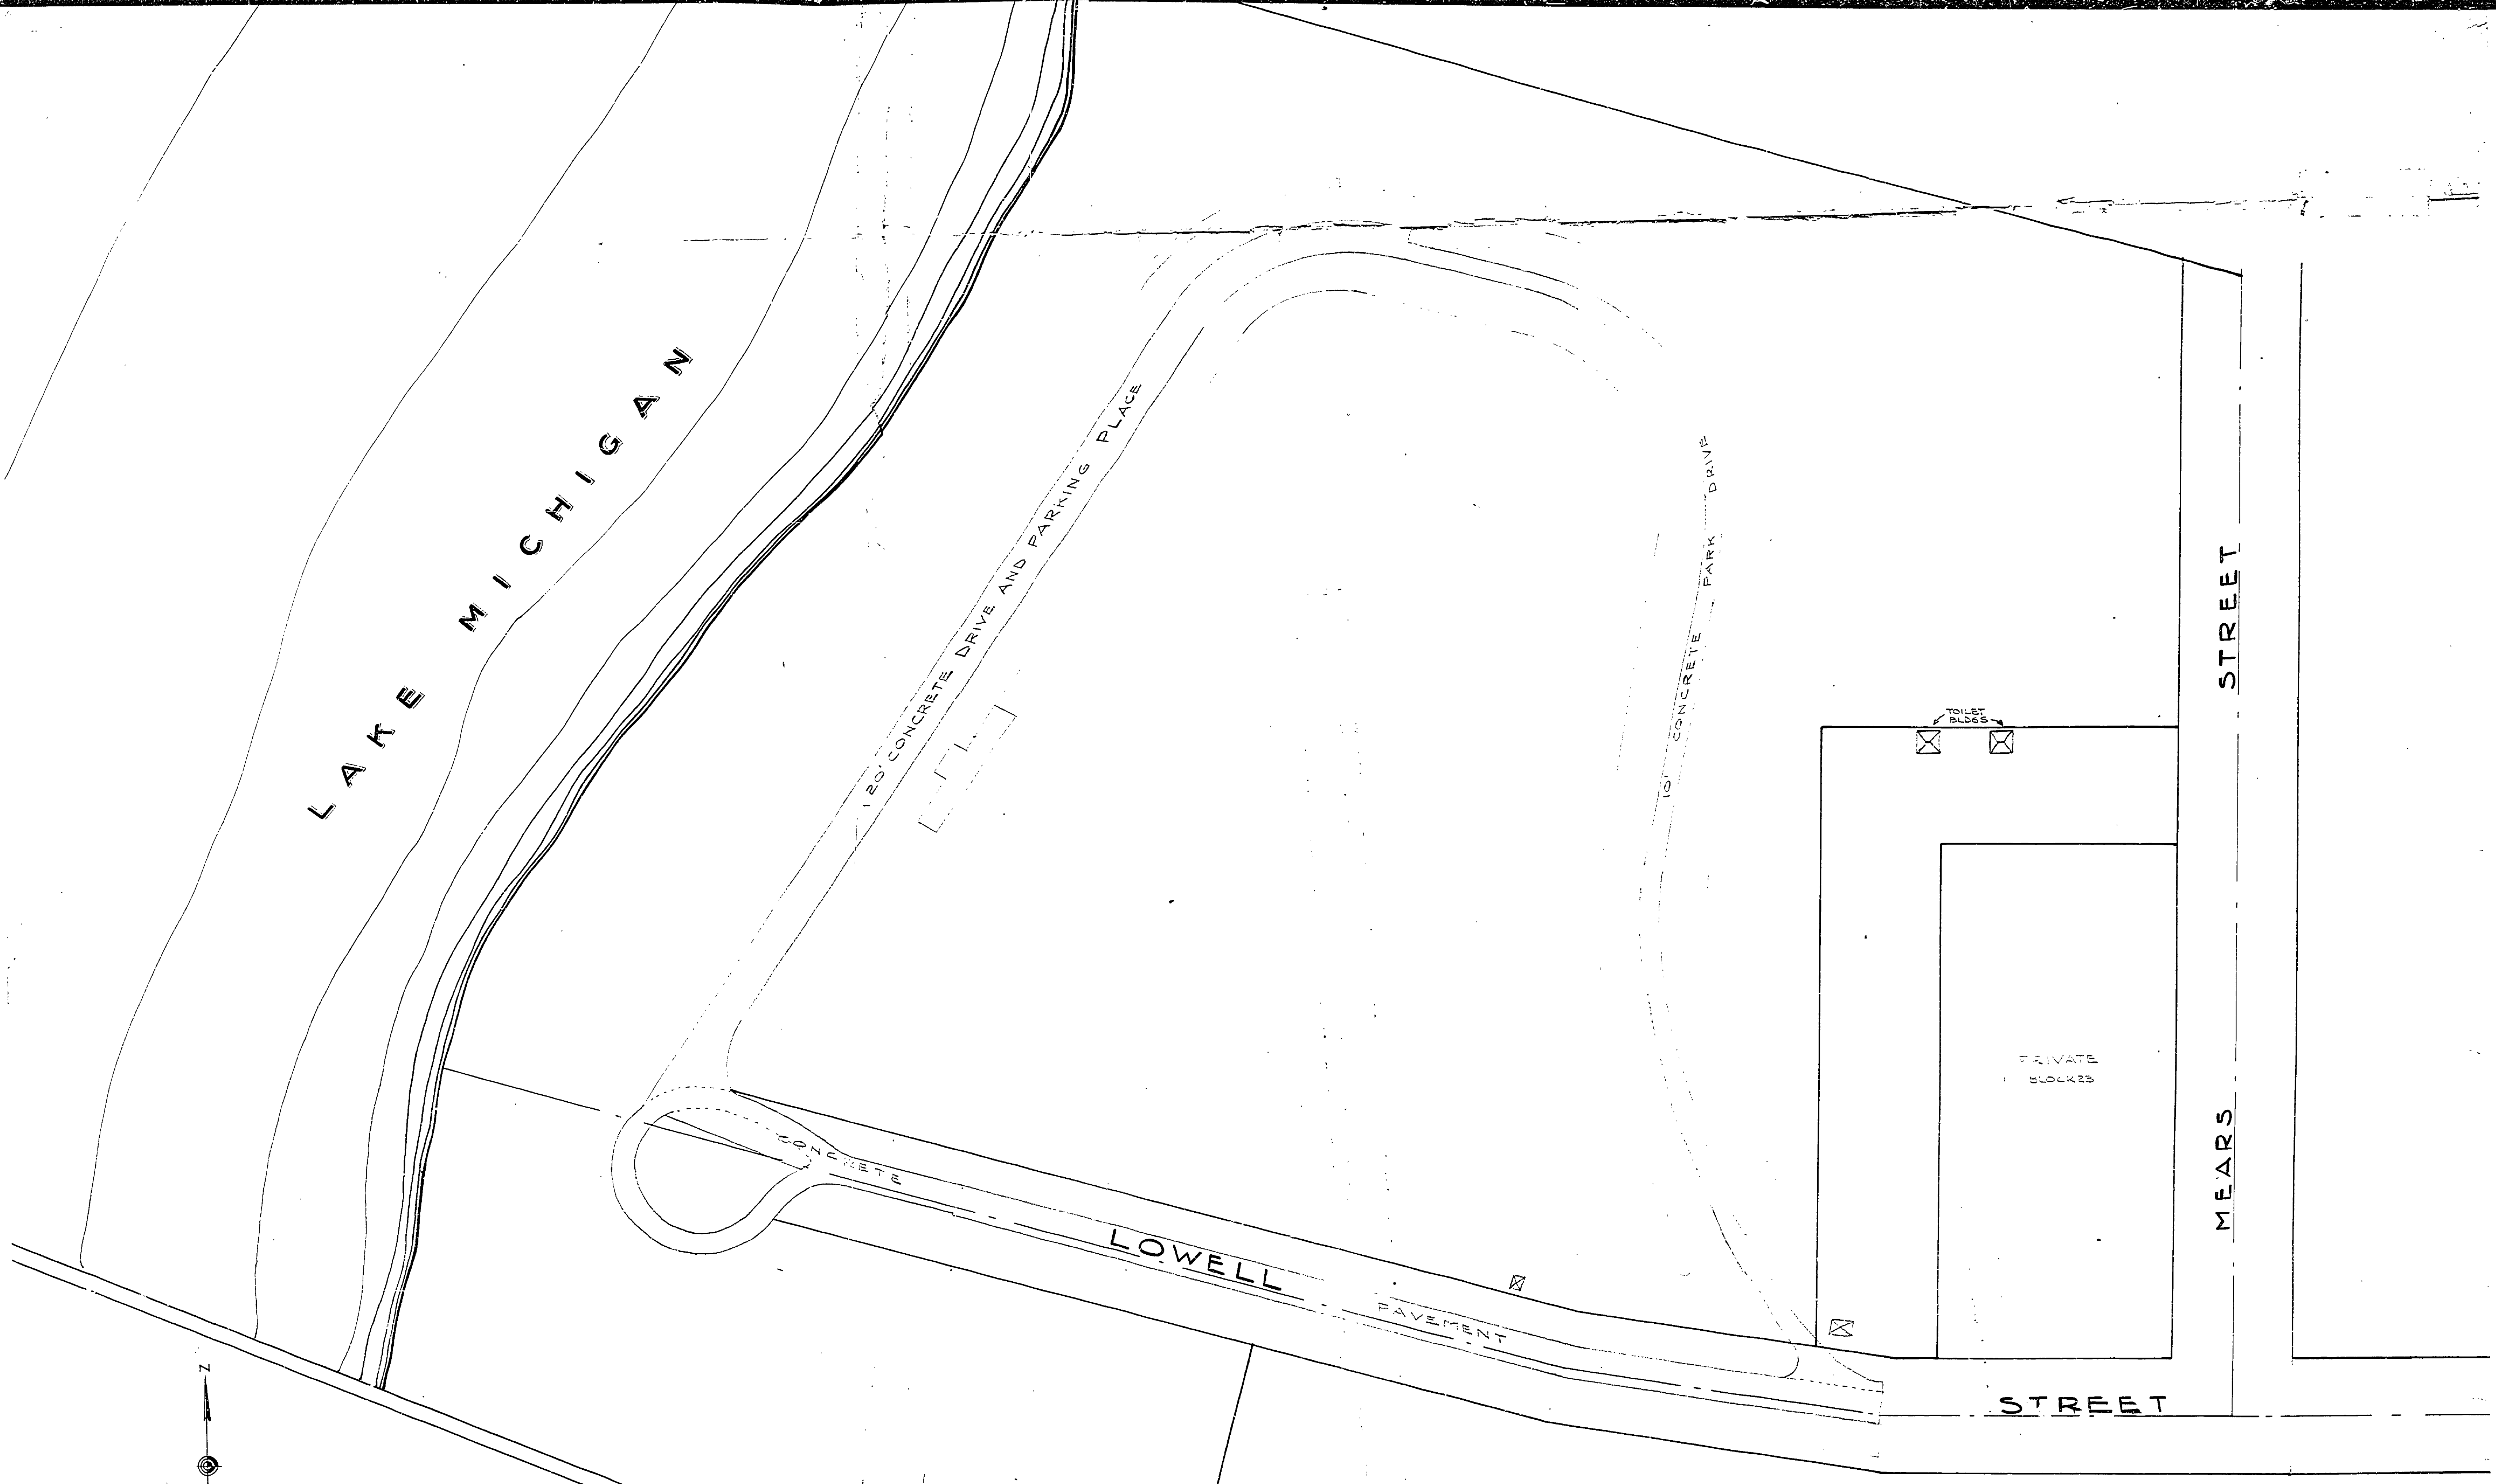 LAKE MICHIGAN
120' CONCRETE DRIVE AND PARKING PLACE
10' CONCRETE PARK DRIVE
TOILET
BLDGS
STREET
MEARS
PRIVATE
BLOCK 23
CONCRETE
LOWELL
PAVEMENT
STREET
N